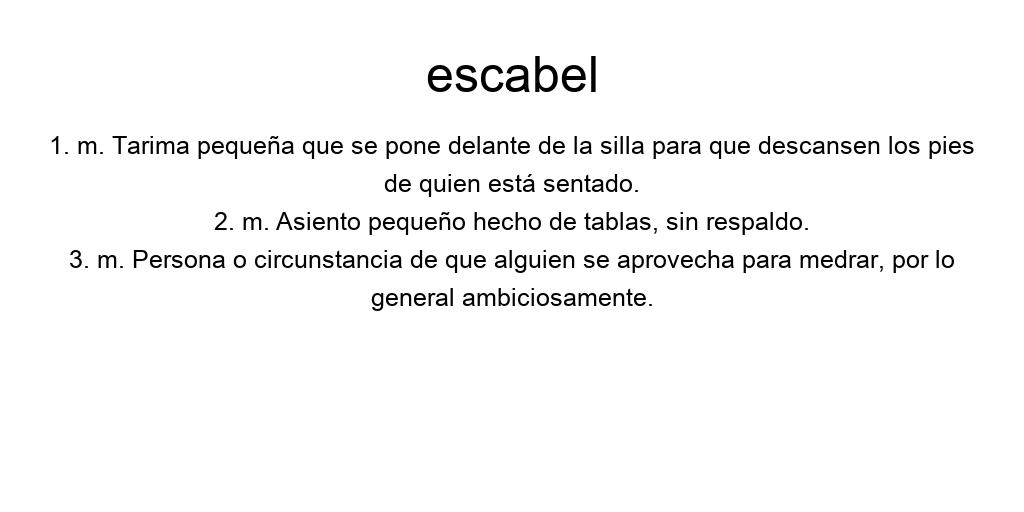 escabel
1. m. Tarima pequeña que se pone delante de la silla para que descansen los pies
de quien está sentado.
2. m. Asiento pequeño hecho de tablas, sin respaldo.
3. m. Persona o circunstancia de que alguien se aprovecha para medrar, por lo
general ambiciosamente.